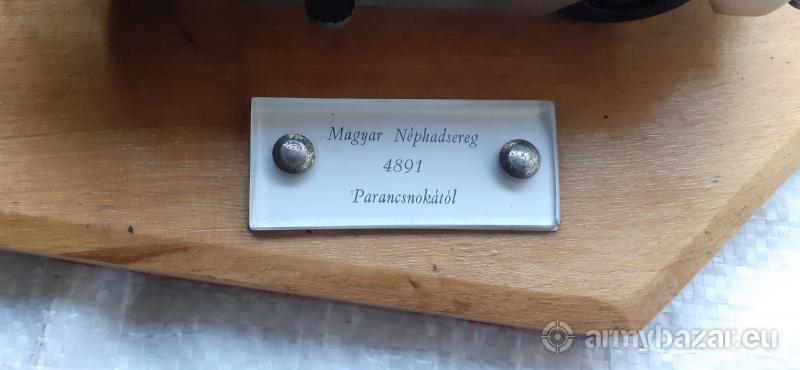 Magyar Néphadsereg
4891
Parancsnokától
armybazar.eu